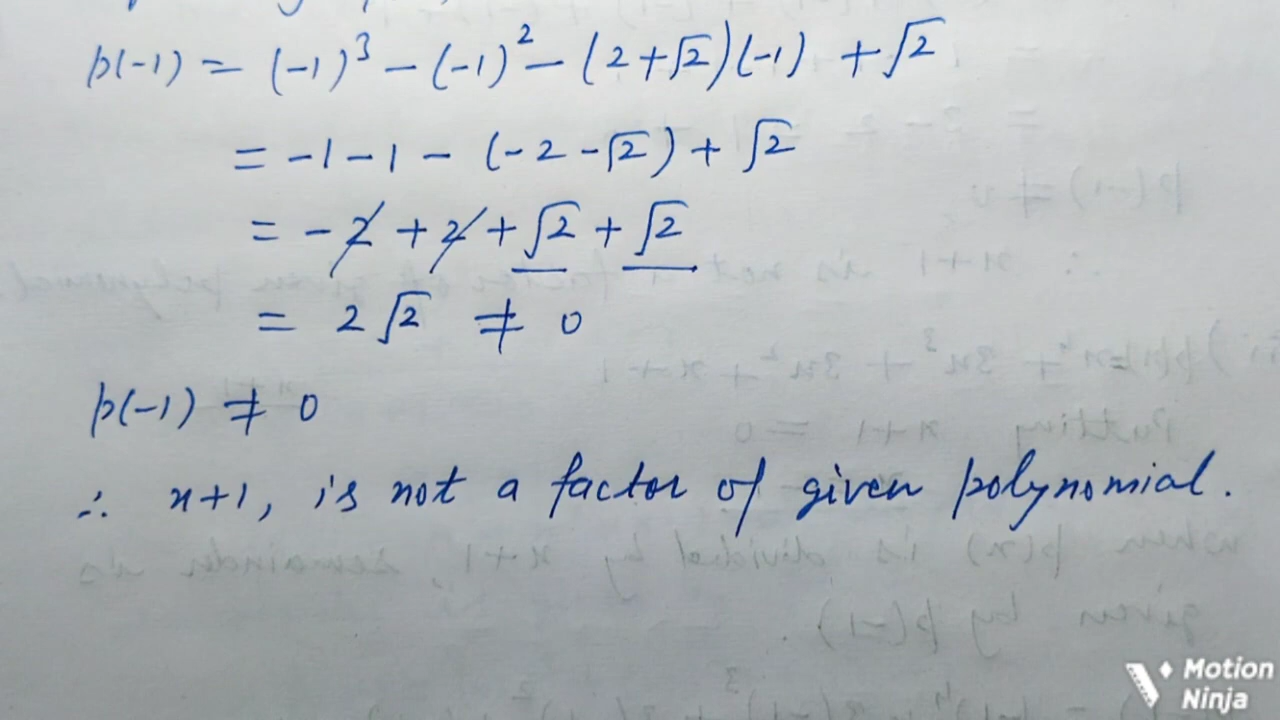 p(-1) = (-1)³ - (-1)² - (2+√2)(-1) + √2
= -1 - 1 - (-2 - √2) + √2
= -2 + 2 + √2 + √2
= 2√2 ≠ 0
p(-1) ≠ 0
∴ x+1, is not a factor of given polynomial.
Motion
Ninja